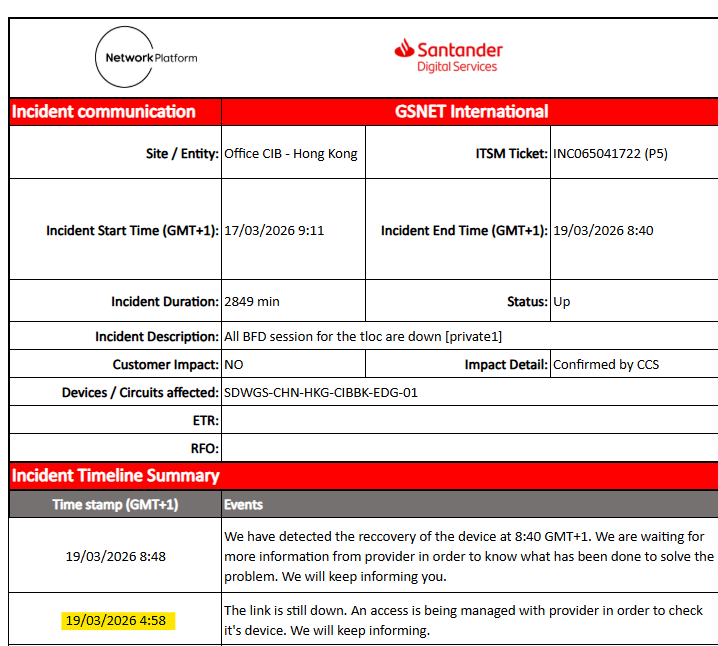 NetworkPlatform
Santander
Digital Services
Incident communication GSNET International
Site / Entity: Office CIB - Hong Kong ITSM Ticket: INC065041722 (P5)
Incident Start Time (GMT+1): 17/03/2026 9:11 Incident End Time (GMT+1): 19/03/2026 8:40
Incident Duration: 2849 min Status: Up
Incident Description: All BFD session for the tloc are down [private1]
Customer Impact: NO Impact Detail: Confirmed by CCS
Devices / Circuits affected: SDWGS-CHN-HKG-CIBBK-EDG-01
ETR:
RFO:
Incident Timeline Summary
Time stamp (GMT+1) Events
19/03/2026 8:48
We have detected the reccovery of the device at 8:40 GMT+1. We are waiting for
more information from provider in order to know what has been done to solve the
problem. We will keep informing you.
19/03/2026 4:58
The link is still down. An access is being managed with provider in order to check
it's device. We will keep informing.